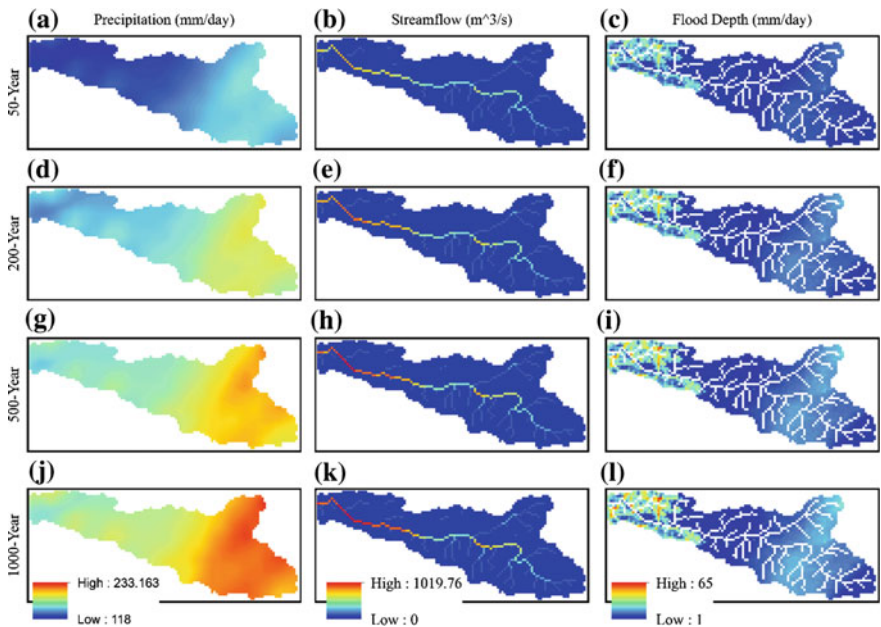 (a) Precipitation (mm/day) (b) Streamflow (m^3/s) (c) Flood Depth (mm/day)
50-Year
(d) (e) (f)
200-Year
(g) (h) (i)
500-Year
(j) (k) (l)
1000-Year
High : 233.163
Low : 118
High : 1019.76
Low : 0
High : 65
Low : 1